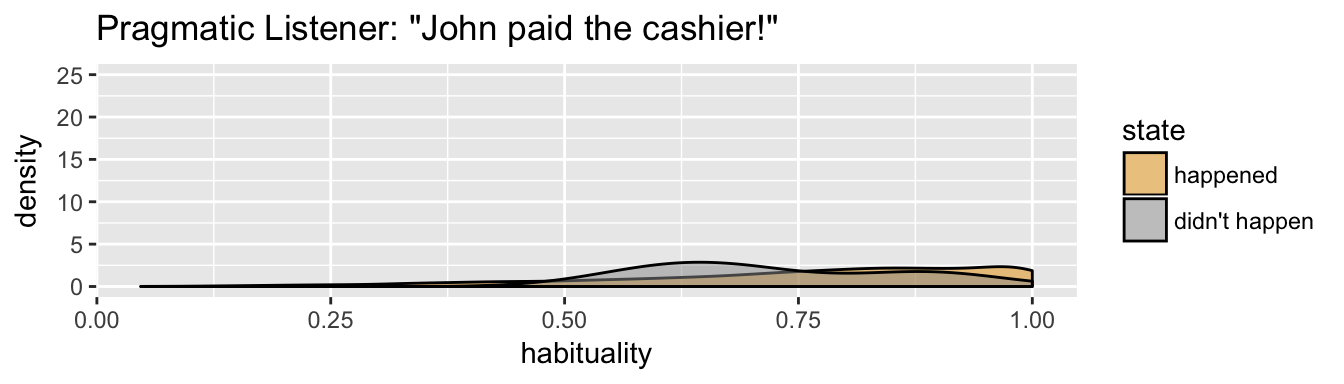 Pragmatic Listener: "John paid the cashier!"
25
20
15
10
5
0
density
0.00 0.25 0.50 0.75 1.00
habituality
state
happened
didn't happen